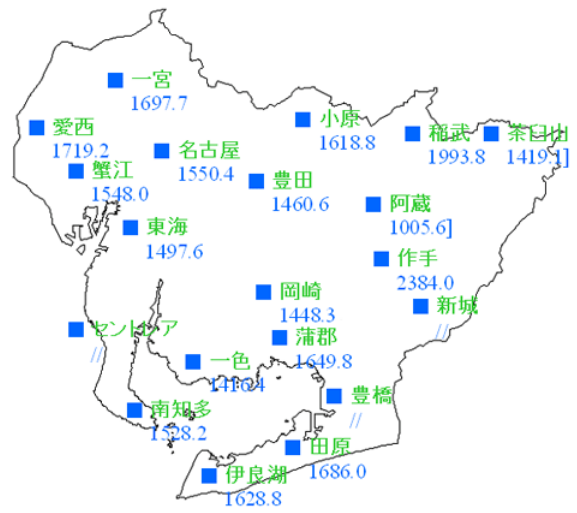 一宮
1697.7
小原
1618.8
愛西
1719.2
稲武
1993.8
茶臼山
1419.1]
名古屋
1550.4
蟹江
1548.0
豊田
1460.6
阿蔵
1005.6]
東海
1497.6
作手
2384.0
岡崎
1448.3
新城
//
セントレア
//
蒲郡
1649.8
一色
1416.4
豊橋
//
南知多
1528.2
田原
1686.0
伊良湖
1628.8